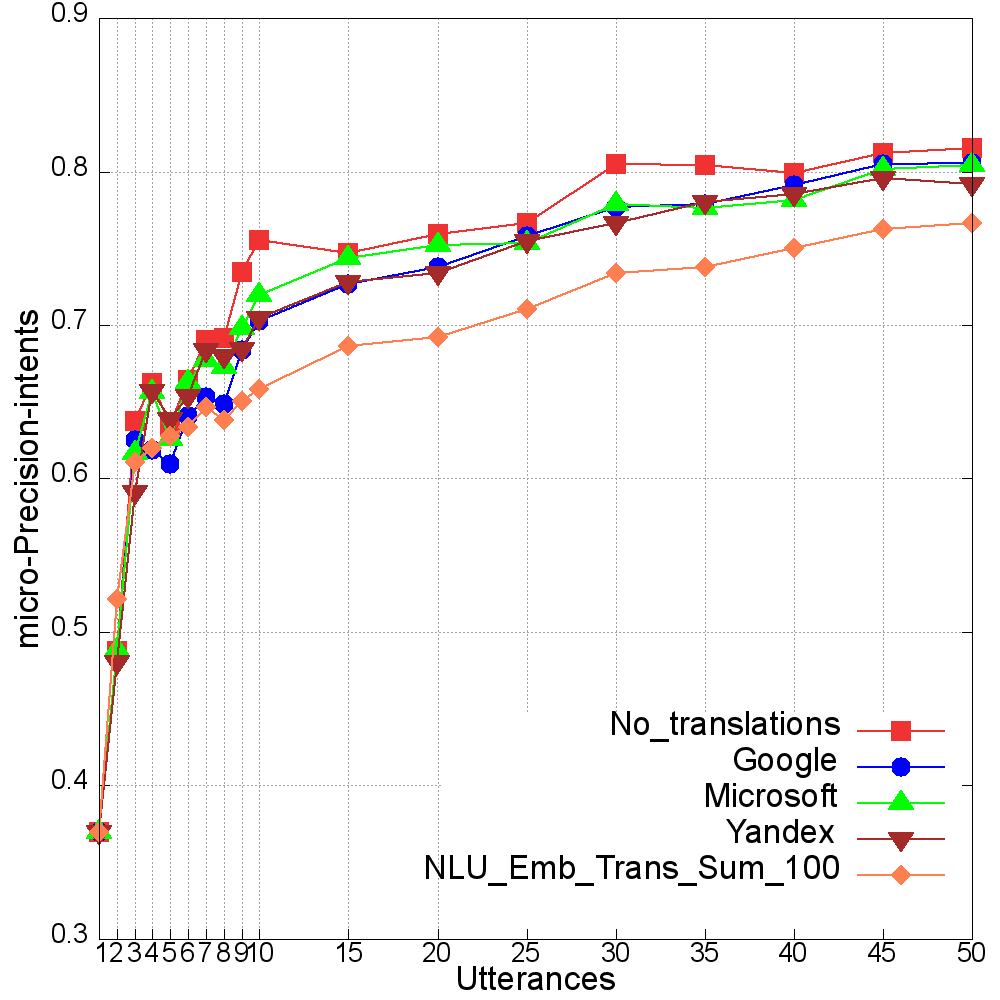 0.9
0.8
0.7
0.6
0.5
0.4
0.3
micro-Precision-intents
No_translations
Google
Microsoft
Yandex
NLU_Emb_Trans_Sum_100
1 2 3 4 5 6 7 8 9 10 15 20 25 30 35 40 45 50
Utterances